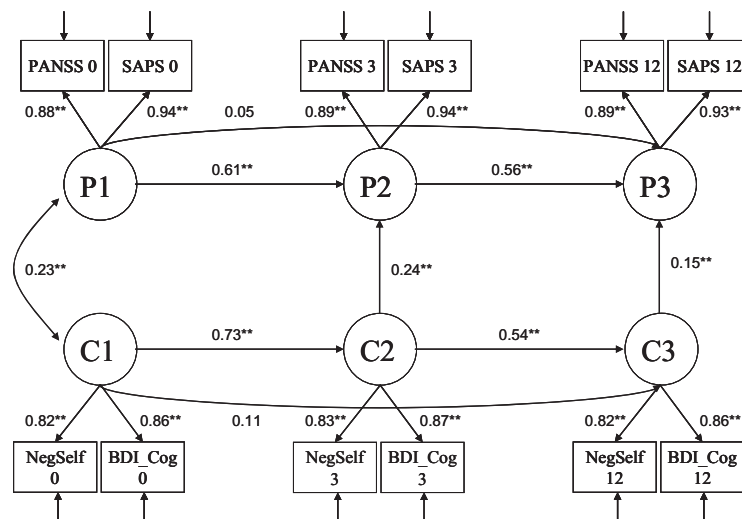 PANSS 0 SAPS 0 PANSS 3 SAPS 3 PANSS 12 SAPS 12
0.88** 0.94** 0.05 0.89** 0.94** 0.89** 0.93**
P1 0.61** P2 0.56** P3
0.23** 0.24** 0.15**
C1 0.73** C2 0.54** C3
0.82** 0.86** 0.11 0.83** 0.87** 0.82** 0.86**
NegSelf BDI_Cog NegSelf BDI_Cog NegSelf BDI_Cog
0 0 3 3 12 12